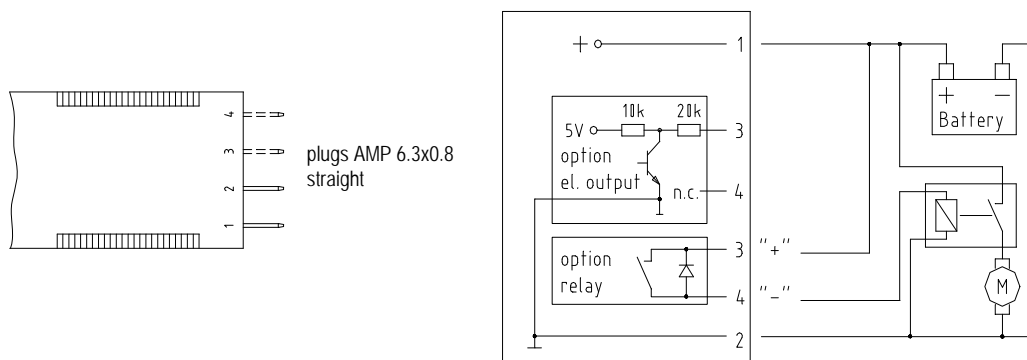 4
3
2
1
plugs AMP 6.3x0.8
straight
+
1
10k 20k
5V
3
option
el. output
n.c.
4
option
relay
3 "+"
4 "-"
2
+ -
Battery
M